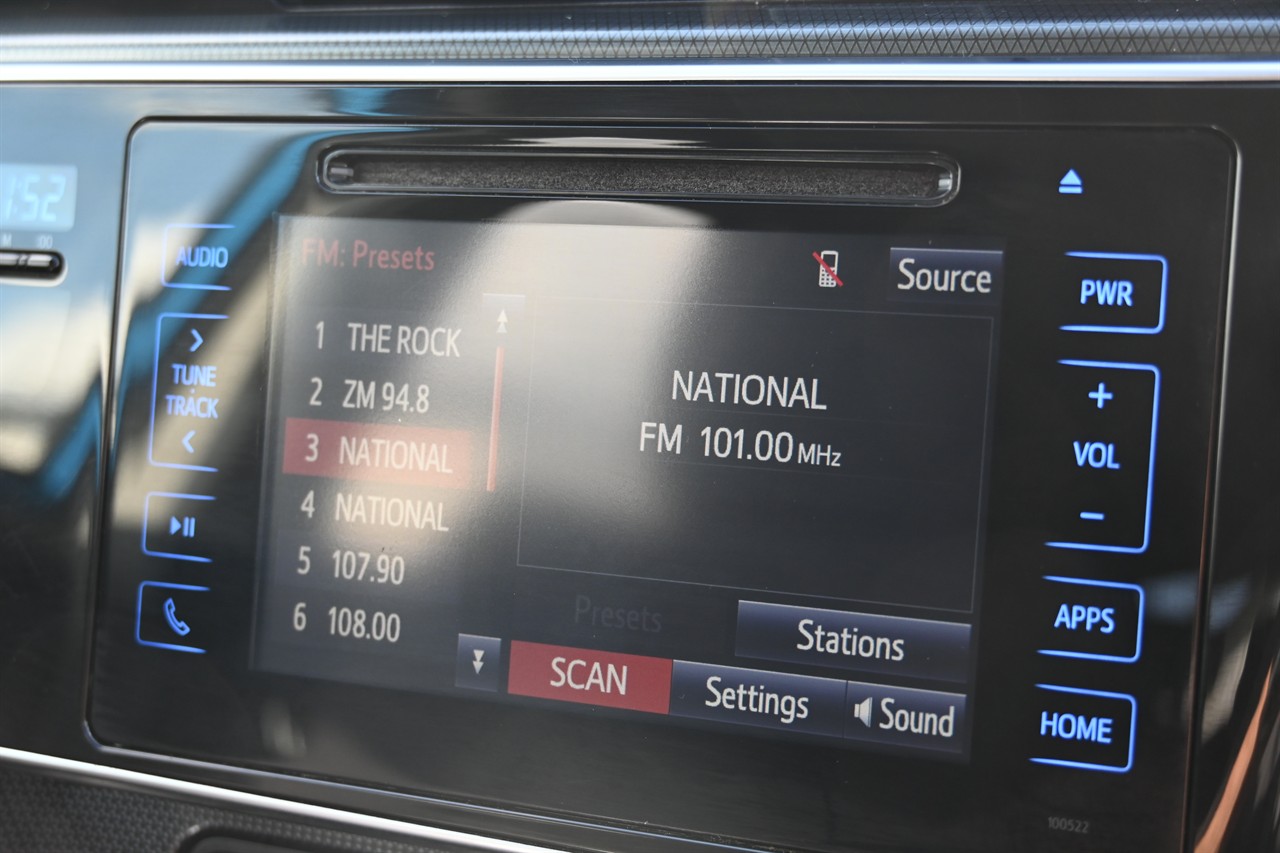 1:52
AUDIO
>
TUNE
TRACK
<
FM: Presets
Source
1 THE ROCK
2 ZM 94.8
3 NATIONAL
4 NATIONAL
5 107.90
6 108.00
NATIONAL
FM 101.00 MHz
Presets
Stations
SCAN
Settings
Sound
PWR
+
VOL
−
APPS
HOME
100522